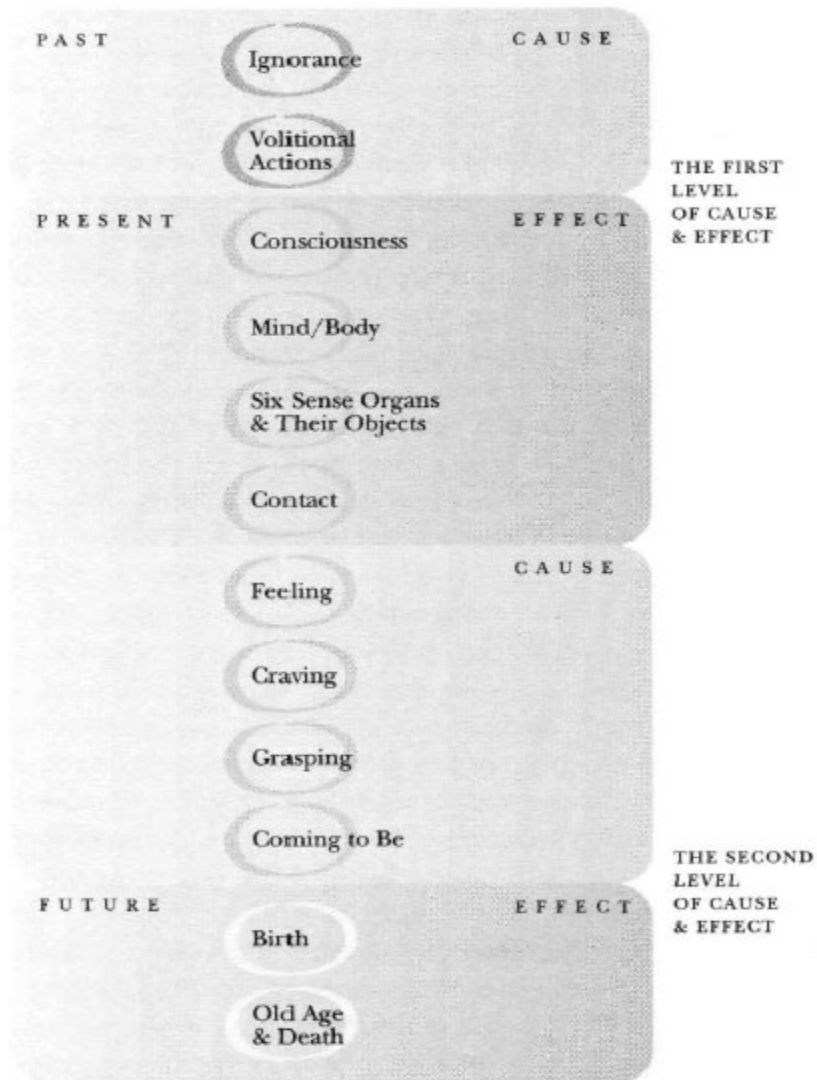 PAST
CAUSE
Ignorance
Volitional
Actions
THE FIRST
LEVEL
OF CAUSE
& EFFECT
PRESENT
EFFECT
Consciousness
Mind/Body
Six Sense Organs
& Their Objects
Contact
CAUSE
Feeling
Craving
Grasping
Coming to Be
THE SECOND
LEVEL
OF CAUSE
& EFFECT
FUTURE
EFFECT
Birth
Old Age
& Death